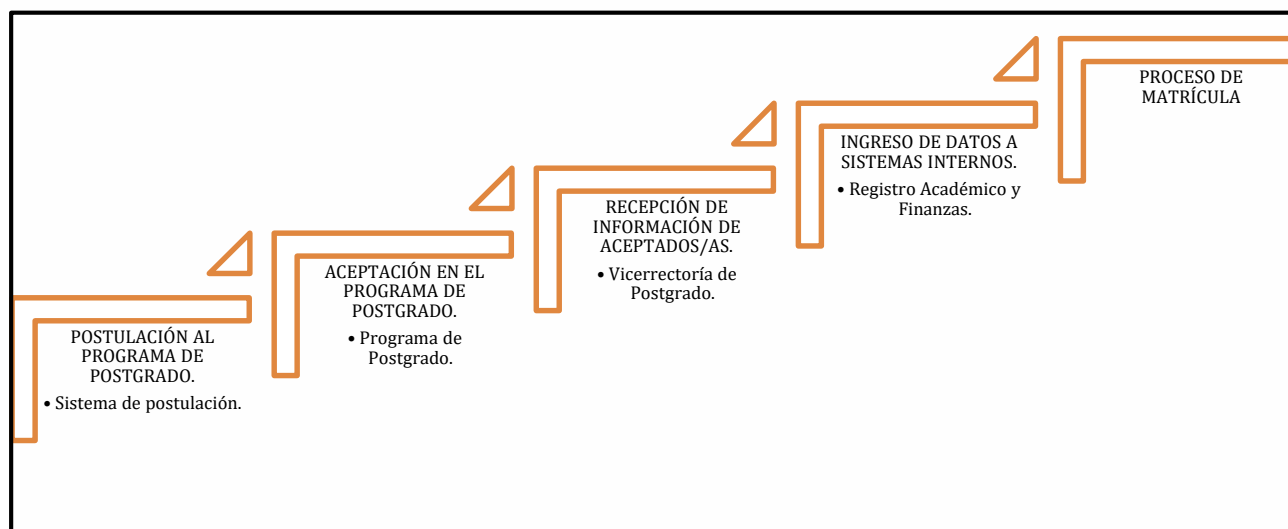 POSTULACIÓN AL
PROGRAMA DE
POSTGRADO.
• Sistema de postulación.
ACEPTACIÓN EN EL
PROGRAMA DE
POSTGRADO.
• Programa de
Postgrado.
RECEPCIÓN DE
INFORMACIÓN DE
ACEPTADOS/AS.
• Vicerrectoría de
Postgrado.
INGRESO DE DATOS A
SISTEMAS INTERNOS.
• Registro Académico y
Finanzas.
PROCESO DE
MATRÍCULA